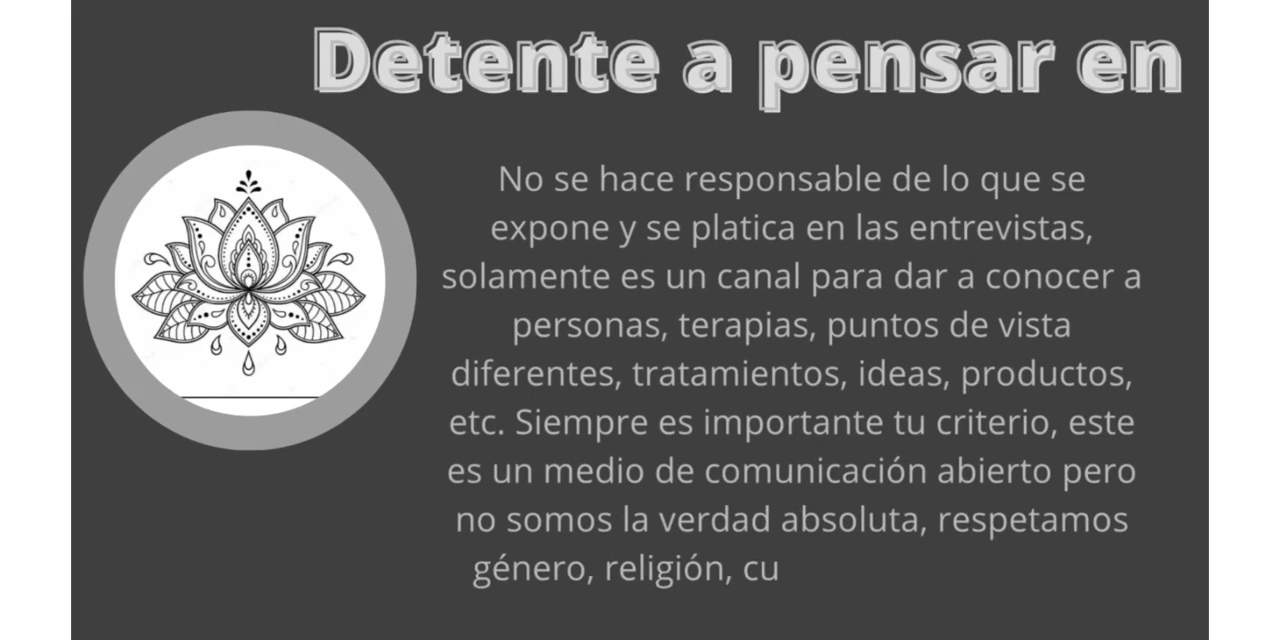 Detente a pensar en
No se hace responsable de lo que se
expone y se platica en las entrevistas,
solamente es un canal para dar a conocer a
personas, terapias, puntos de vista
diferentes, tratamientos, ideas, productos,
etc. Siempre es importante tu criterio, este
es un medio de comunicación abierto pero
no somos la verdad absoluta, respetamos
género, religión, cu